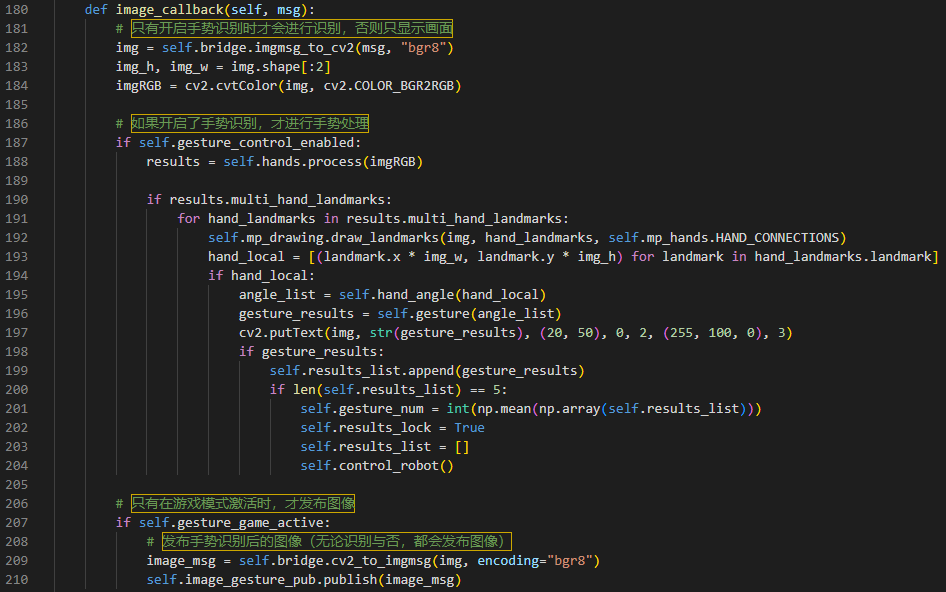 180 def image_callback(self, msg):
181 # 只有开启手势识别时才会进行识别，否则只显示画面
182 img = self.bridge.imgmsg_to_cv2(msg, "bgr8")
183 img_h, img_w = img.shape[:2]
184 imgRGB = cv2.cvtColor(img, cv2.COLOR_BGR2RGB)
185
186 # 如果开启了手势识别，才进行手势处理
187 if self.gesture_control_enabled:
188 results = self.hands.process(imgRGB)
189
190 if results.multi_hand_landmarks:
191 for hand_landmarks in results.multi_hand_landmarks:
192 self.mp_drawing.draw_landmarks(img, hand_landmarks, self.mp_hands.HAND_CONNECTIONS)
193 hand_local = [(landmark.x * img_w, landmark.y * img_h) for landmark in hand_landmarks.landmark]
194 if hand_local:
195 angle_list = self.hand_angle(hand_local)
196 gesture_results = self.gesture(angle_list)
197 cv2.putText(img, str(gesture_results), (20, 50), 0, 2, (255, 100, 0), 3)
198 if gesture_results:
199 self.results_list.append(gesture_results)
200 if len(self.results_list) == 5:
201 self.gesture_num = int(np.mean(np.array(self.results_list)))
202 self.results_lock = True
203 self.results_list = []
204 self.control_robot()
205
206 # 只有在游戏模式激活时，才发布图像
207 if self.gesture_game_active:
208 # 发布手势识别后的图像（无论识别与否，都会发布图像）
209 image_msg = self.bridge.cv2_to_imgmsg(img, encoding="bgr8")
210 self.image_gesture_pub.publish(image_msg)